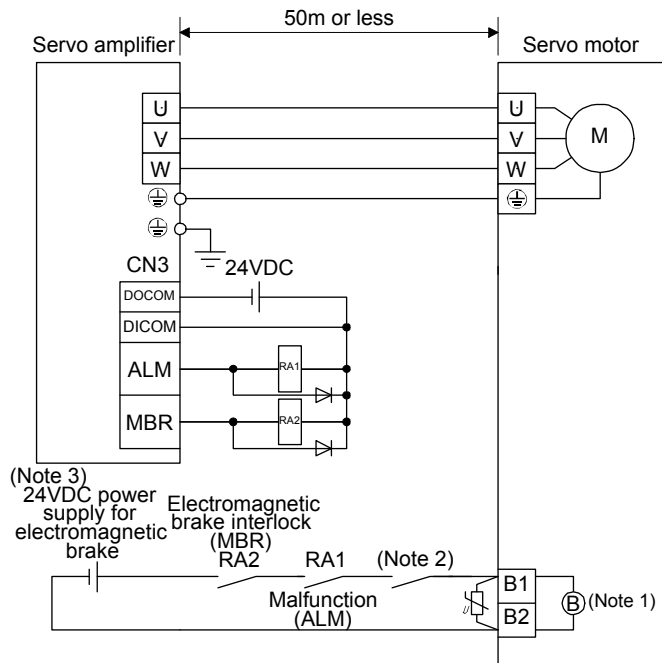 50m or less
Servo amplifier
Servo motor
U
V
W
U
V
W
M
CN3
24VDC
DOCOM
DICOM
ALM
MBR
RA1
RA2
(Note 3)
24VDC power
supply for
electromagnetic
brake
Electromagnetic
brake interlock
(MBR)
RA2
RA1
(Note 2)
Malfunction
(ALM)
U
B1
B2
B
(Note 1)